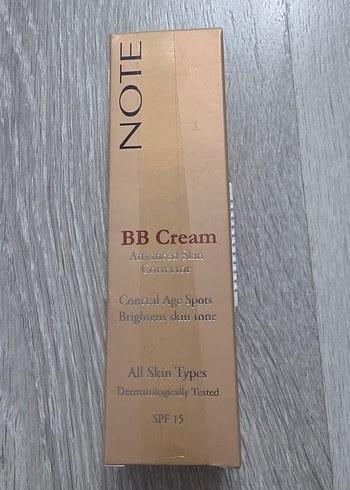 NOTE
BB Cream
Advanced Skin
Corrector
Conceal Age Spots
Brightens skin tone
All Skin Types
Dermatologically Tested
SPF 15